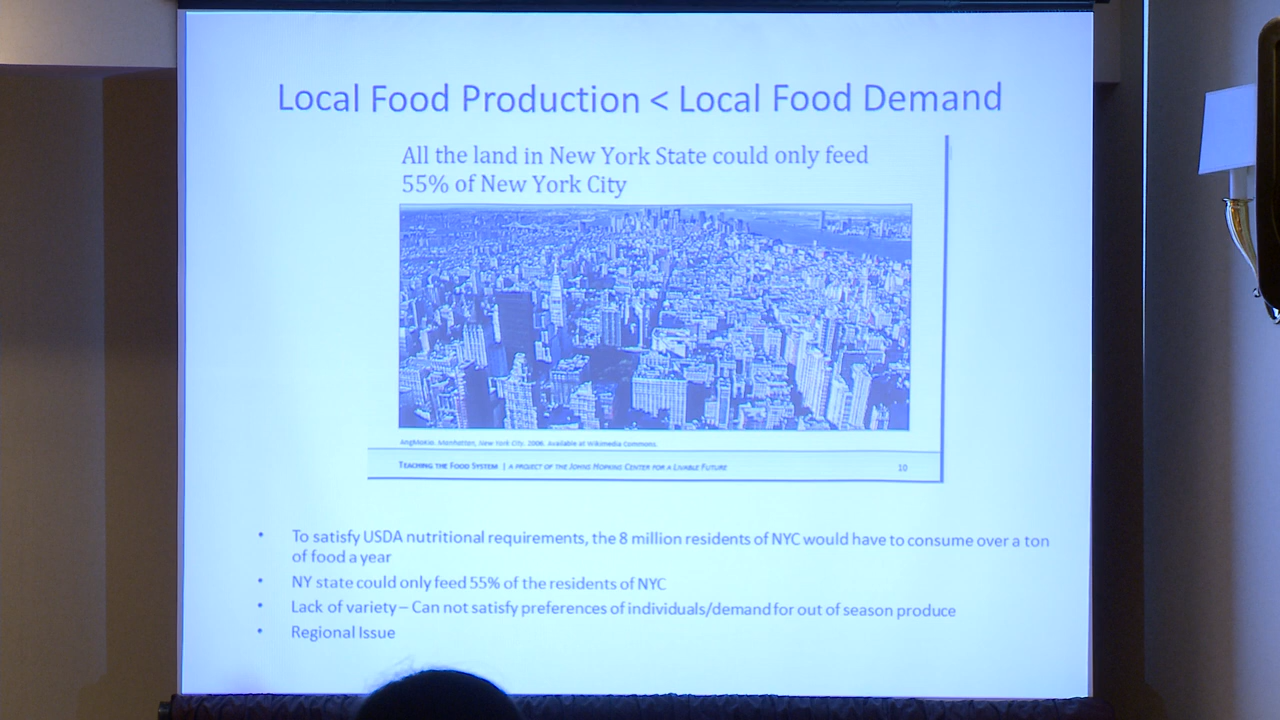 Local Food Production < Local Food Demand
All the land in New York State could only feed
55% of New York City
AngMoKio. Manhattan, New York City. 2006. Available at Wikimedia Commons.
TEACHING THE FOOD SYSTEM | A PROJECT OF THE JOHNS HOPKINS CENTER FOR A LIVABLE FUTURE 10
• To satisfy USDA nutritional requirements, the 8 million residents of NYC would have to consume over a ton
of food a year
• NY state could only feed 55% of the residents of NYC
• Lack of variety – Can not satisfy preferences of individuals/demand for out of season produce
• Regional Issue